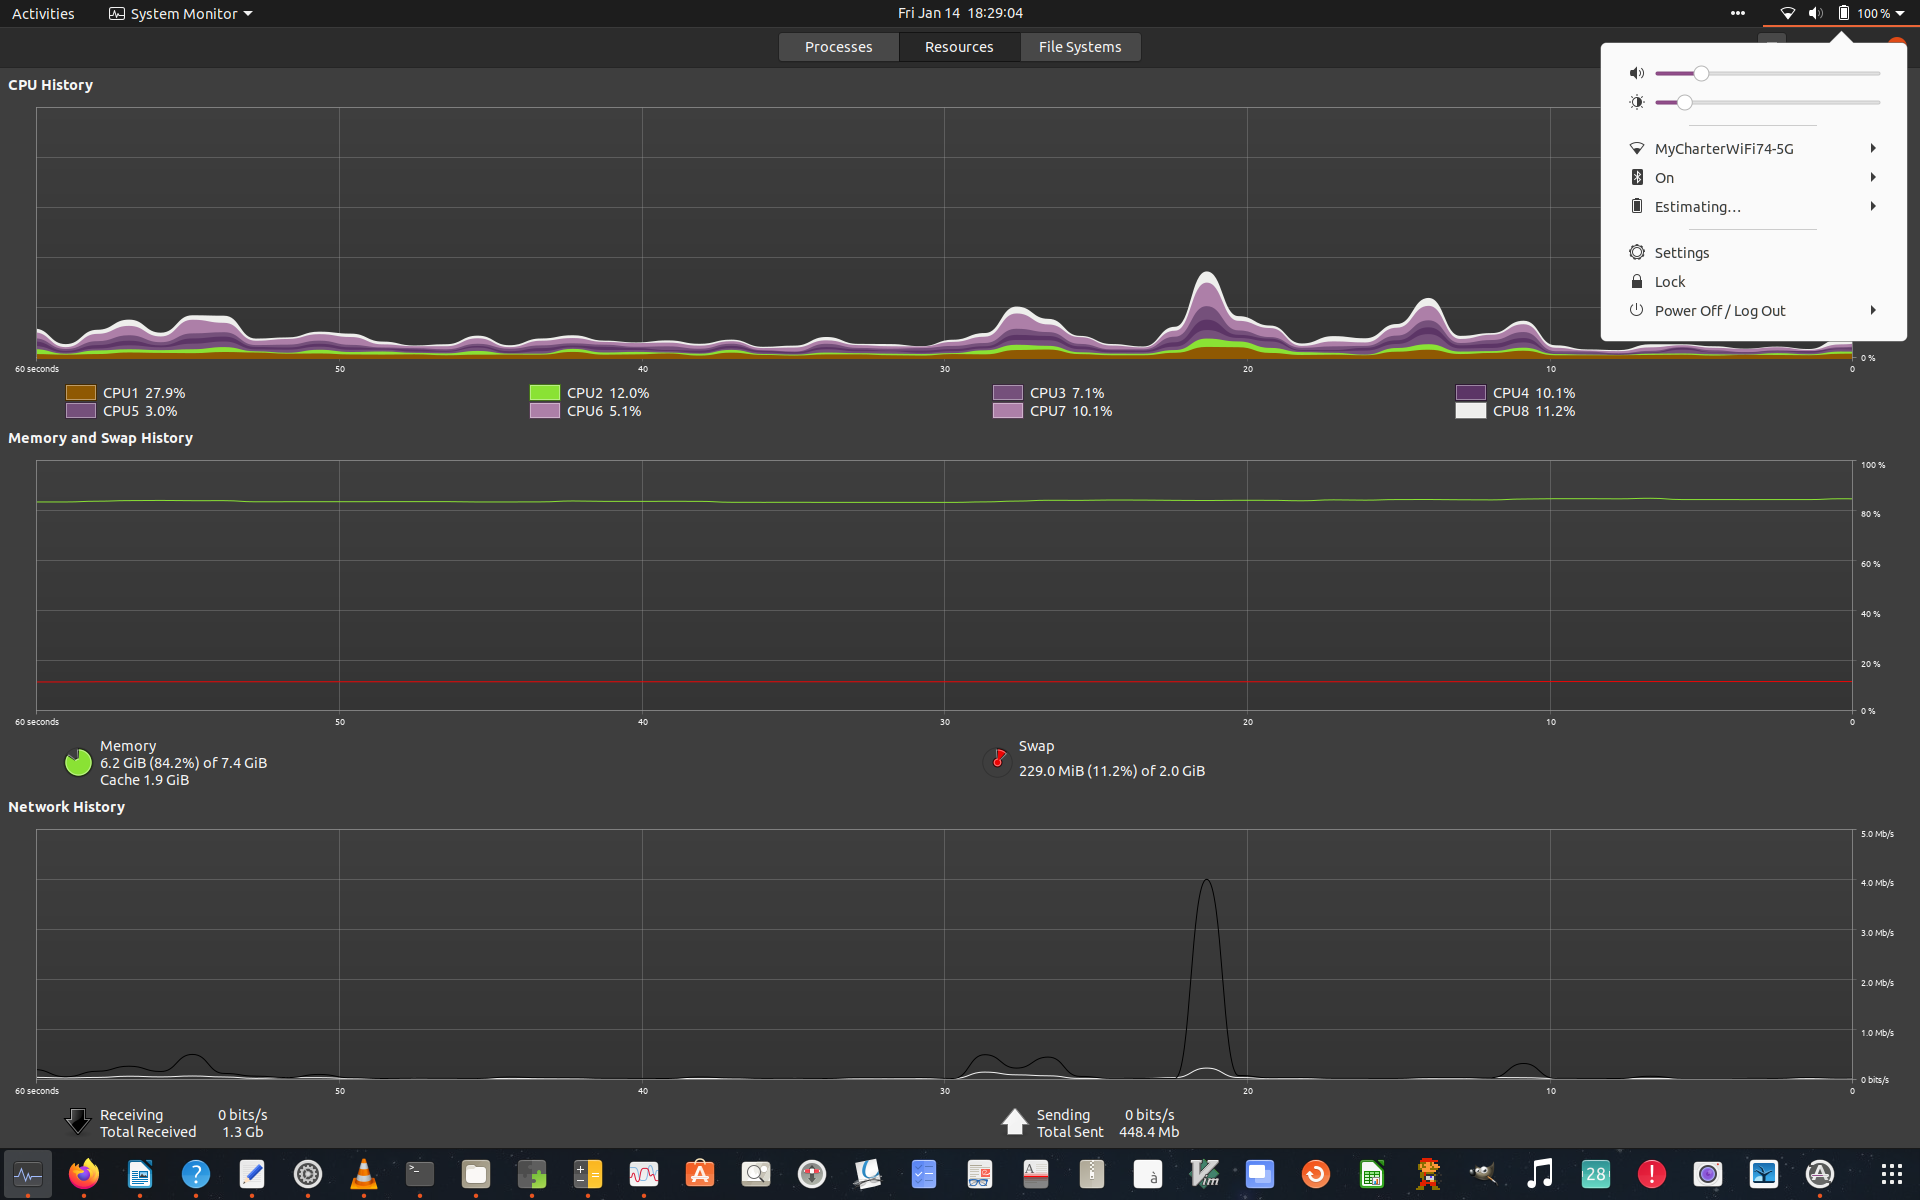 Activities
System Monitor
Fri Jan 14 18:29:04
100 %
Processes
Resources
File Systems
MyCharterWiFi74-5G
On
Estimating…
Settings
Lock
Power Off / Log Out
CPU History
0 %
60 seconds 50 40 30 20 10 0
CPU1 27.9% CPU2 12.0% CPU3 7.1% CPU4 10.1%
CPU5 3.0% CPU6 5.1% CPU7 10.1% CPU8 11.2%
Memory and Swap History
100 %
80 %
60 %
40 %
20 %
0 %
60 seconds 50 40 30 20 10 0
Memory
6.2 GiB (84.2%) of 7.4 GiB
Cache 1.9 GiB
Swap
229.0 MiB (11.2%) of 2.0 GiB
Network History
5.0 Mb/s
4.0 Mb/s
3.0 Mb/s
2.0 Mb/s
1.0 Mb/s
0 bits/s
60 seconds 50 40 30 20 10 0
Receiving 0 bits/s
Total Received 1.3 Gb
Sending 0 bits/s
Total Sent 448.4 Mb
?
>_
A
à
Vim
28
!
A